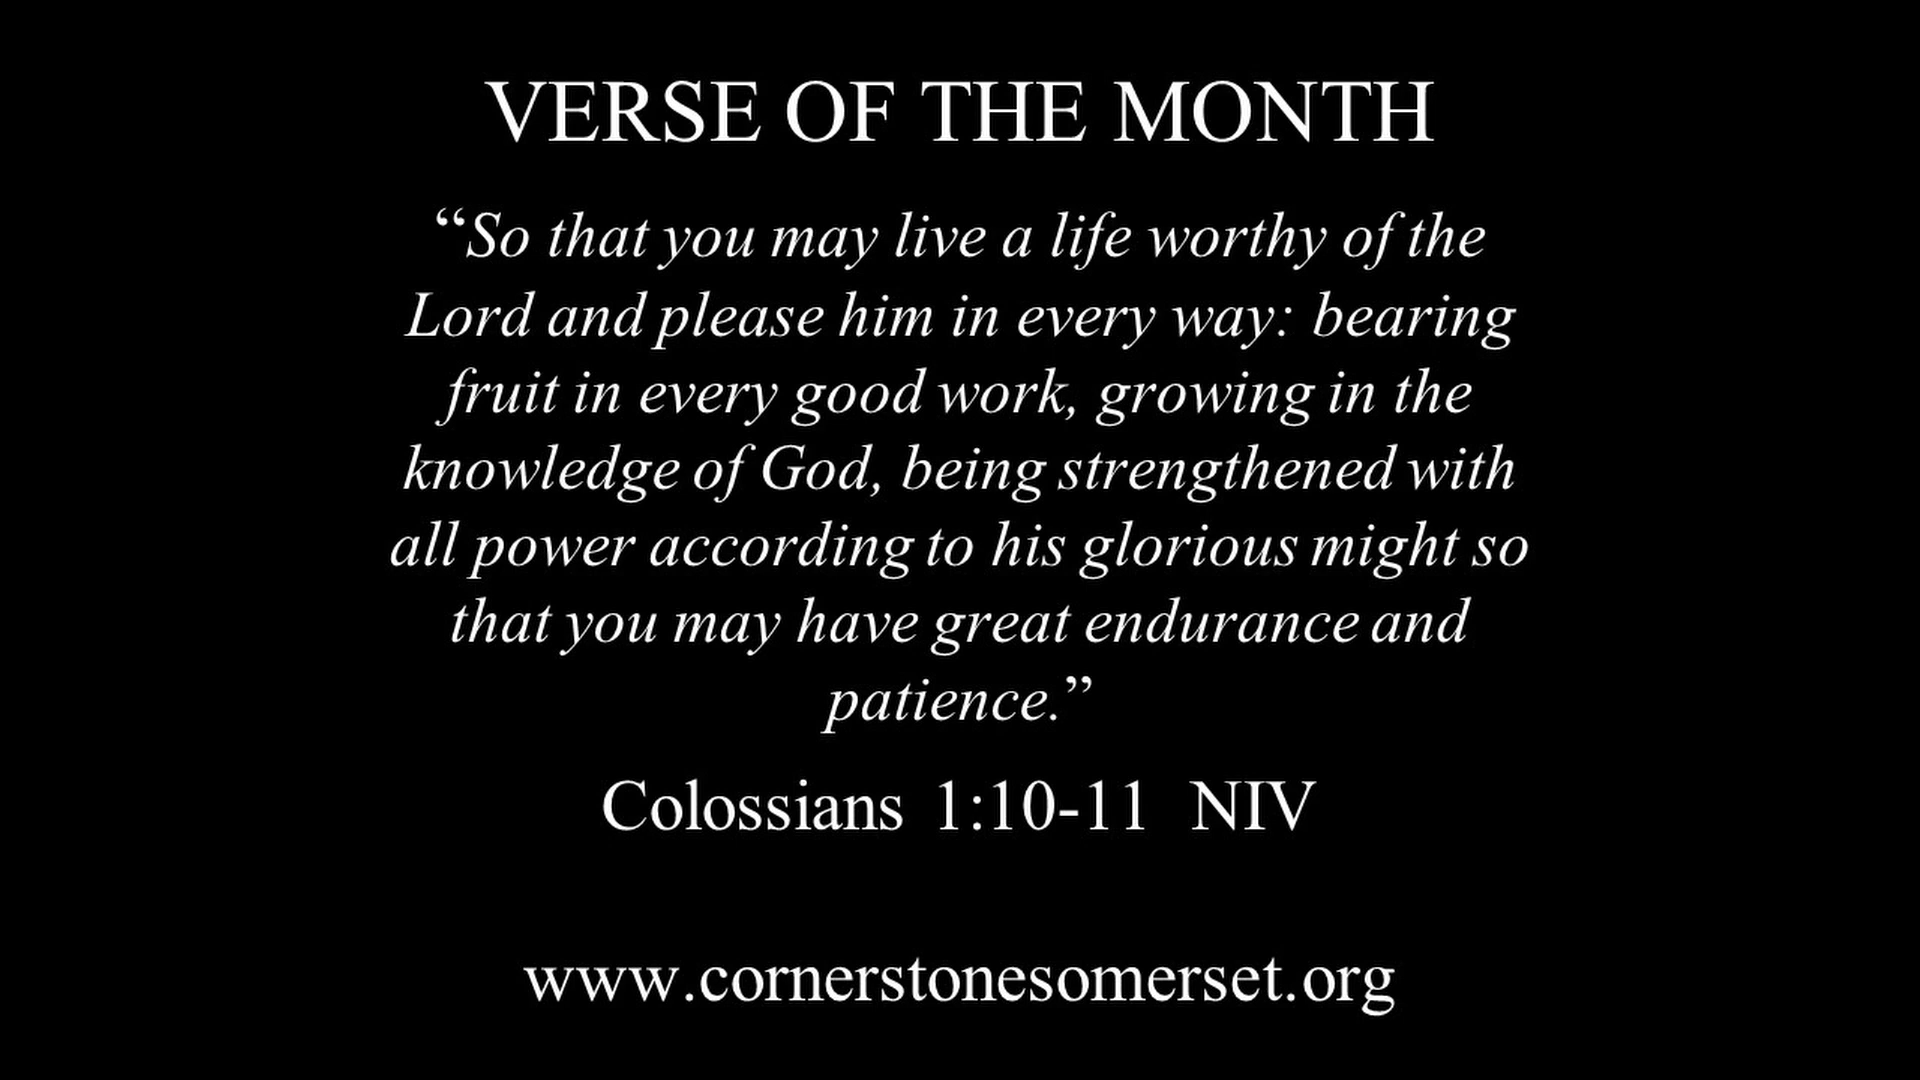 VERSE OF THE MONTH
“So that you may live a life worthy of the
Lord and please him in every way: bearing
fruit in every good work, growing in the
knowledge of God, being strengthened with
all power according to his glorious might so
that you may have great endurance and
patience.”
Colossians 1:10-11 NIV
www.cornerstonesomerset.org